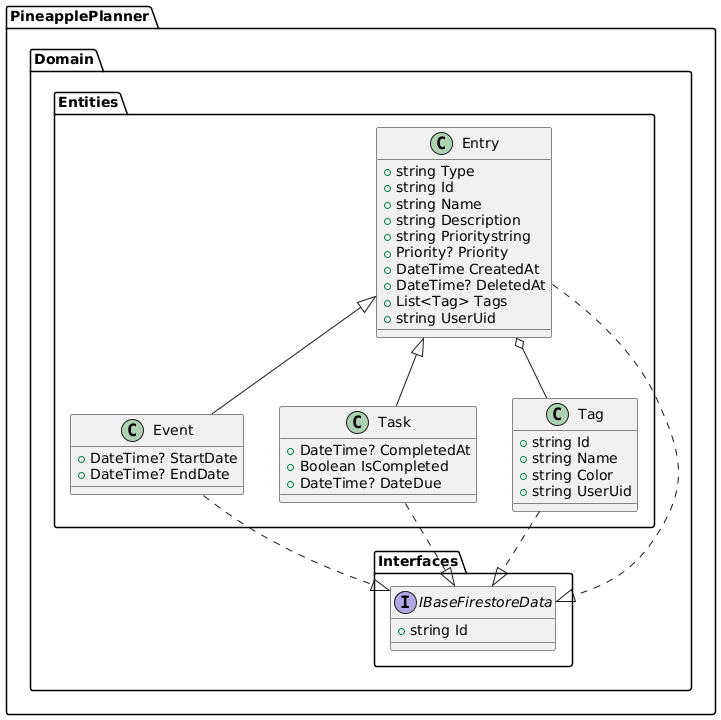 PineapplePlanner
Domain
Entities
C Entry
string Type
string Id
string Name
string Description
string Prioritystring
Priority? Priority
DateTime CreatedAt
DateTime? DeletedAt
List<Tag> Tags
string UserUid
C Event
DateTime? StartDate
DateTime? EndDate
C Task
DateTime? CompletedAt
Boolean IsCompleted
DateTime? DateDue
C Tag
string Id
string Name
string Color
string UserUid
Interfaces
I IBaseFirestoreData
string Id